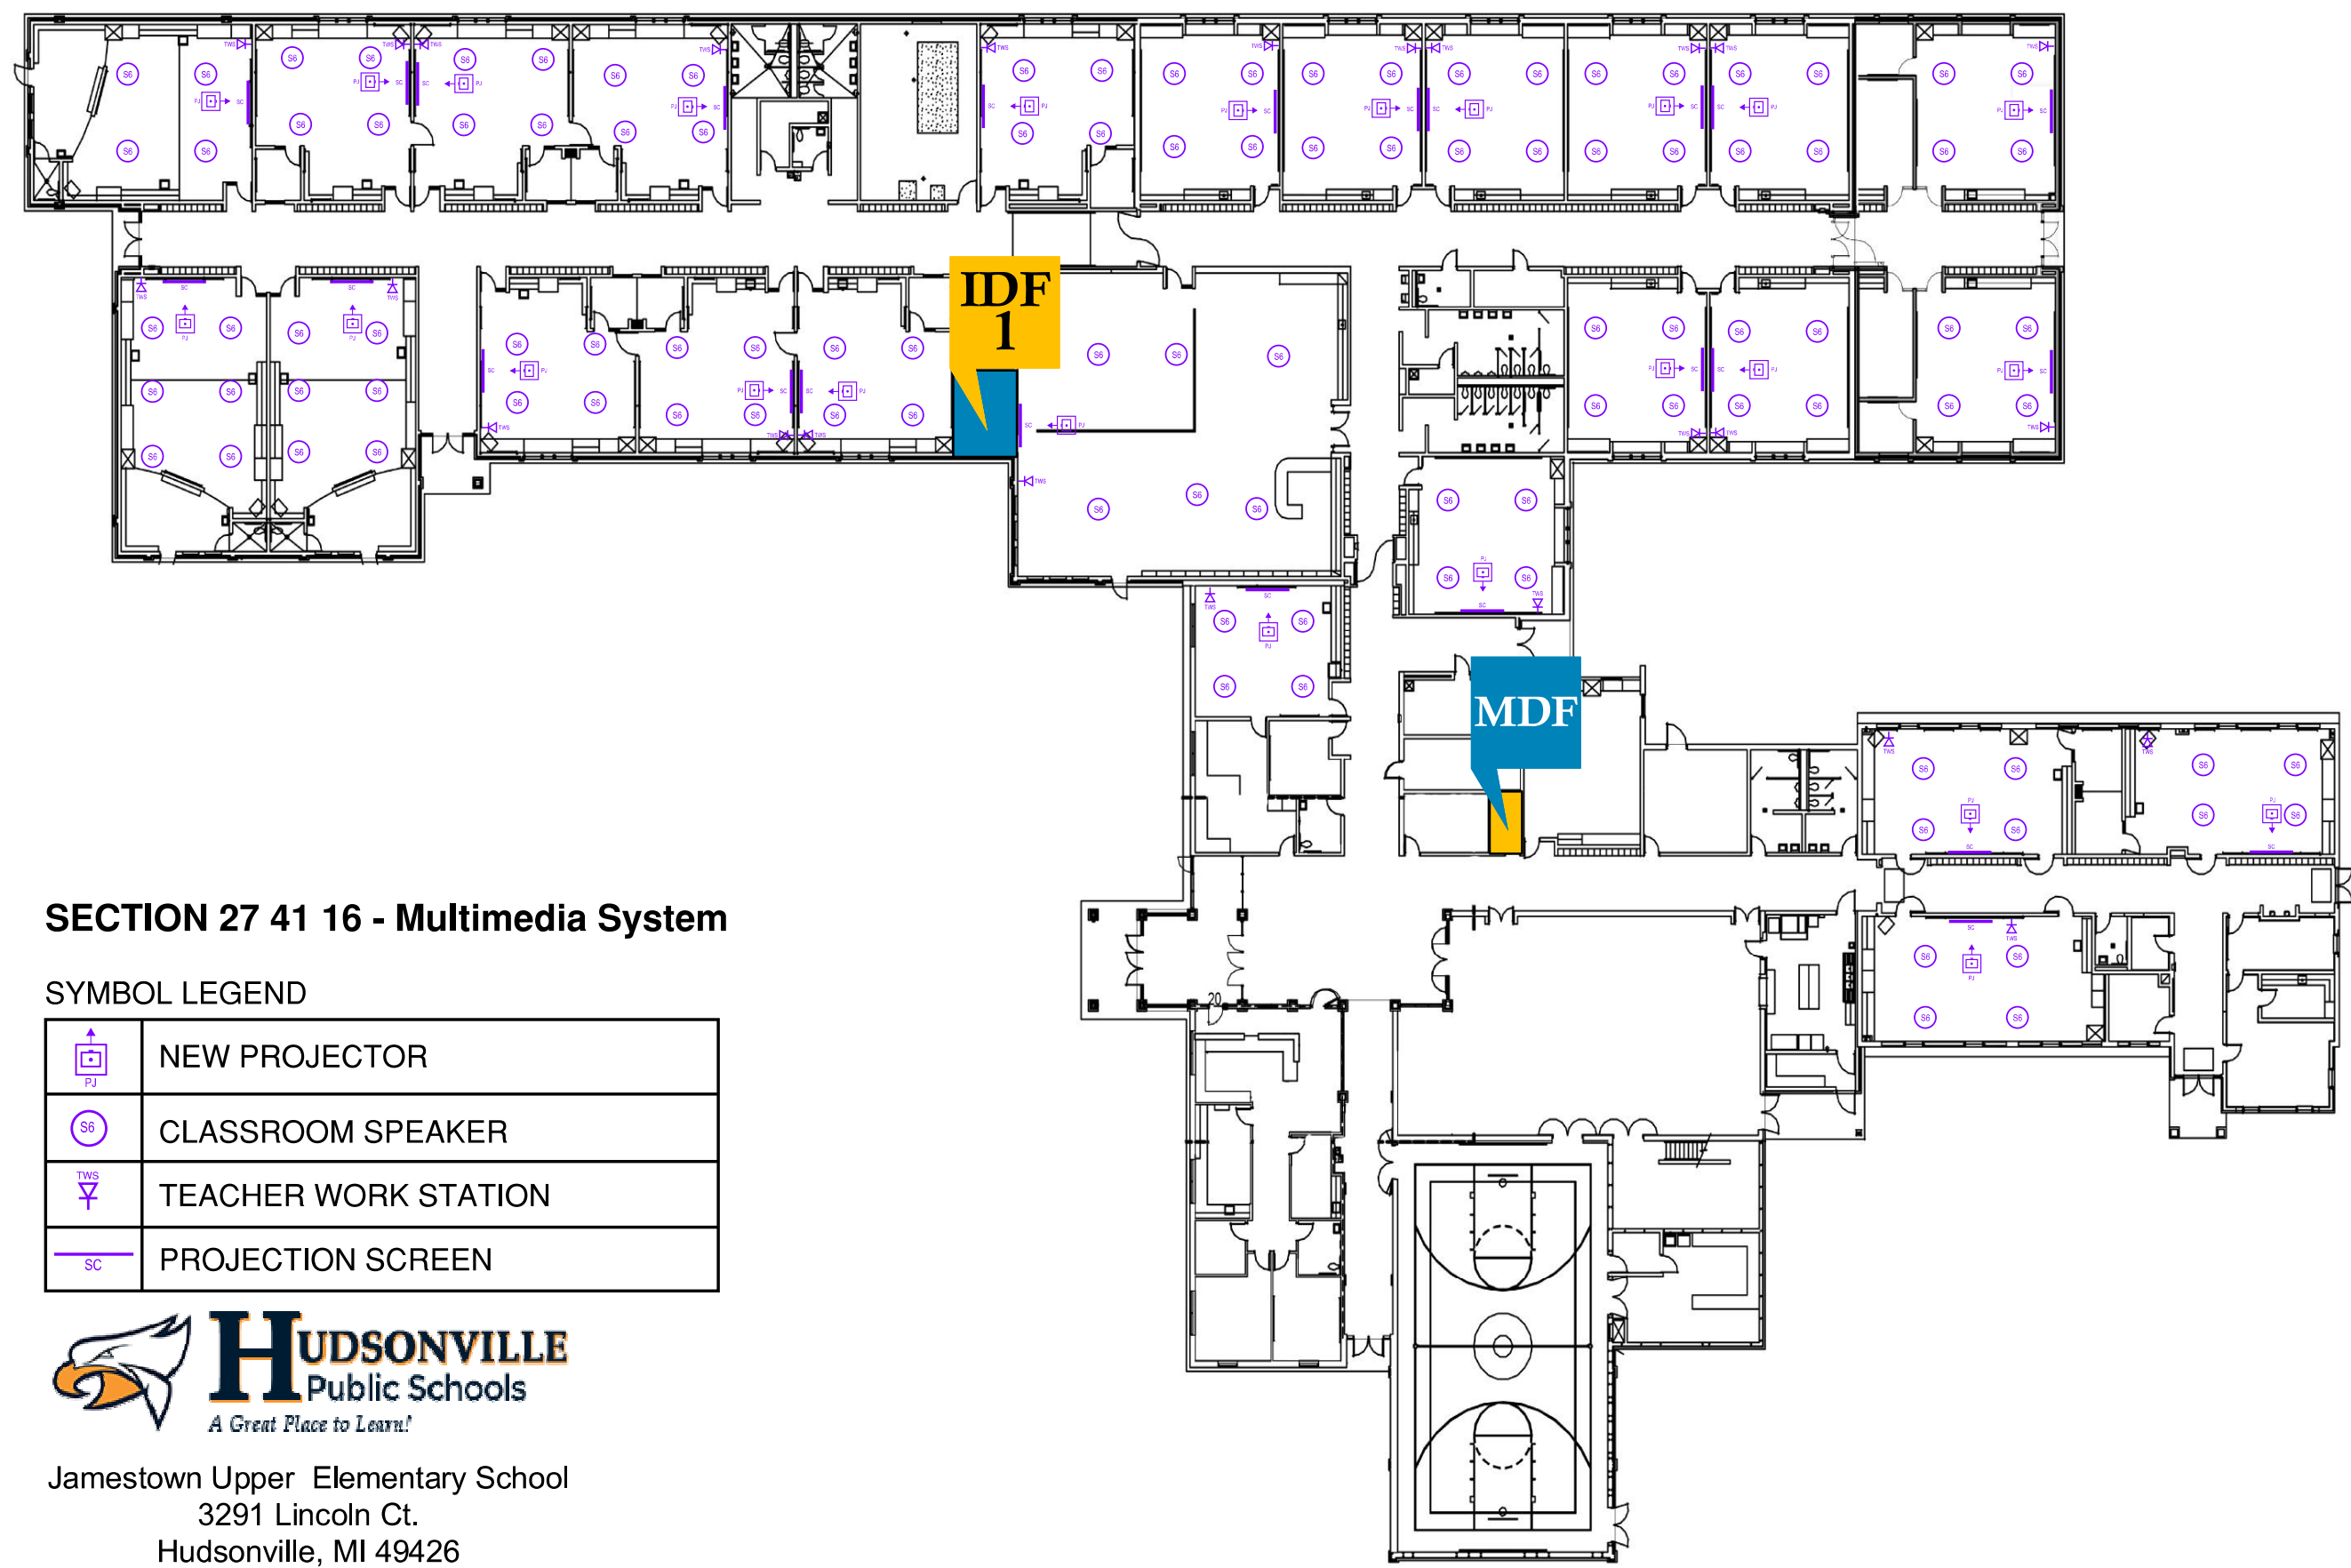 IDF
1
MDF
20
SECTION 27 41 16 - Multimedia System
SYMBOL LEGEND
PJ
NEW PROJECTOR
S6
CLASSROOM SPEAKER
TWS
TEACHER WORK STATION
SC
PROJECTION SCREEN
HUDSONVILLE
Public Schools
A Great Place to Learn!
Jamestown Upper Elementary School
3291 Lincoln Ct.
Hudsonville, MI 49426